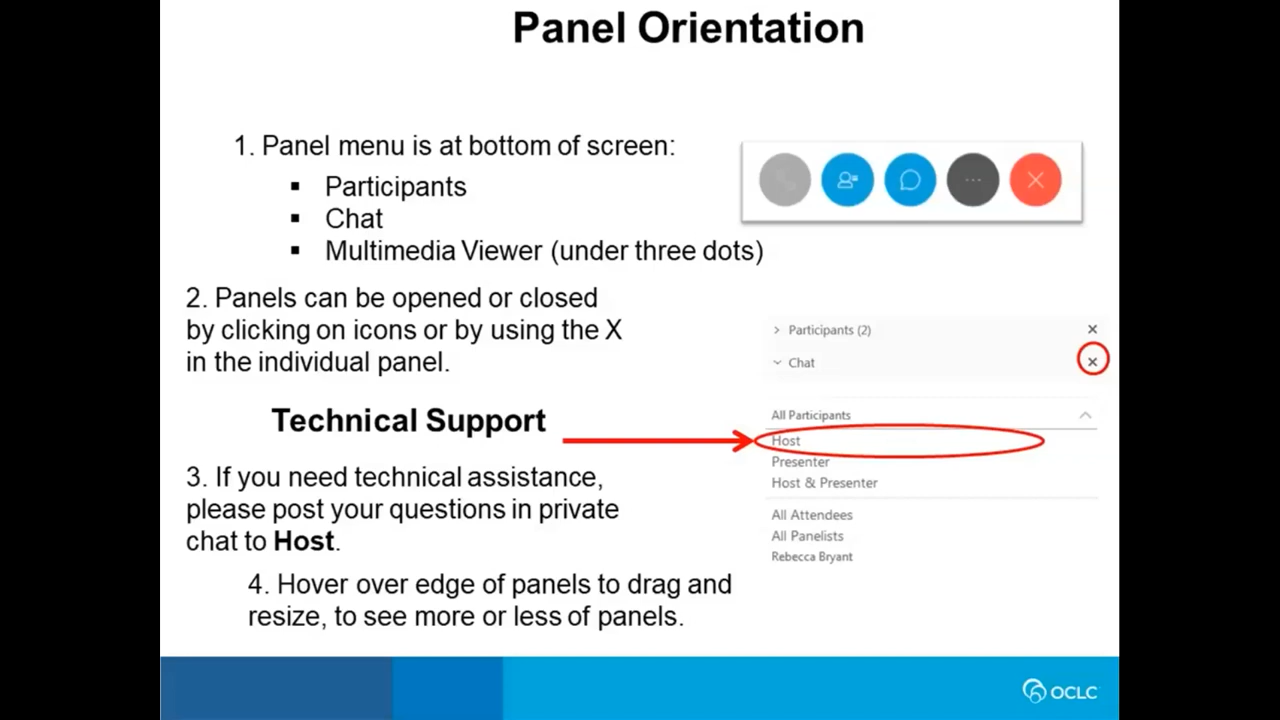 Panel Orientation
1. Panel menu is at bottom of screen:
▪ Participants
▪ Chat
▪ Multimedia Viewer (under three dots)
2. Panels can be opened or closed
by clicking on icons or by using the X
in the individual panel.
Participants (2)
Chat
Technical Support
All Participants
Host
Presenter
Host & Presenter
All Attendees
All Panelists
Rebecca Bryant
3. If you need technical assistance,
please post your questions in private
chat to Host.
4. Hover over edge of panels to drag and
resize, to see more or less of panels.
OCLC